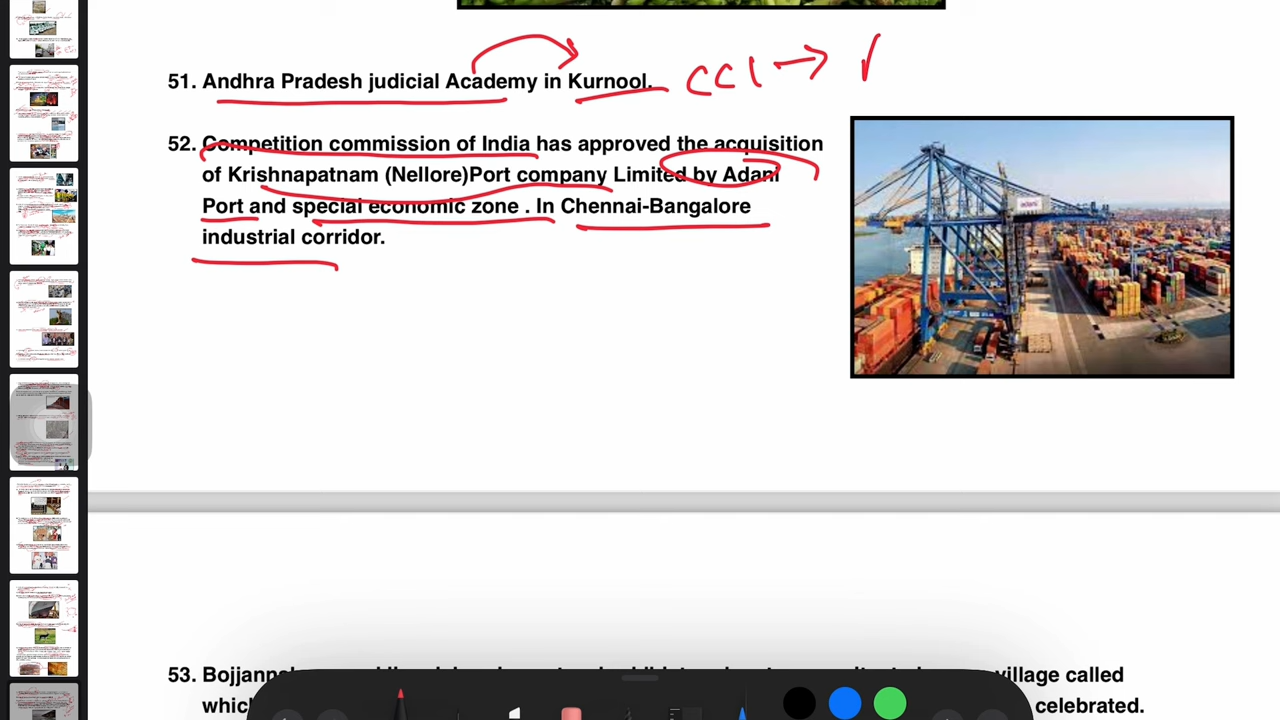 51. Andhra Pradesh judicial Academy in Kurnool. CCI →
52. Competition commission of India has approved the acquisition
of Krishnapatnam (Nellore)Port company Limited by Adani
Port and special economic zone . In Chennai-Bangalore
industrial corridor.
adani
53. village called
celebrated.